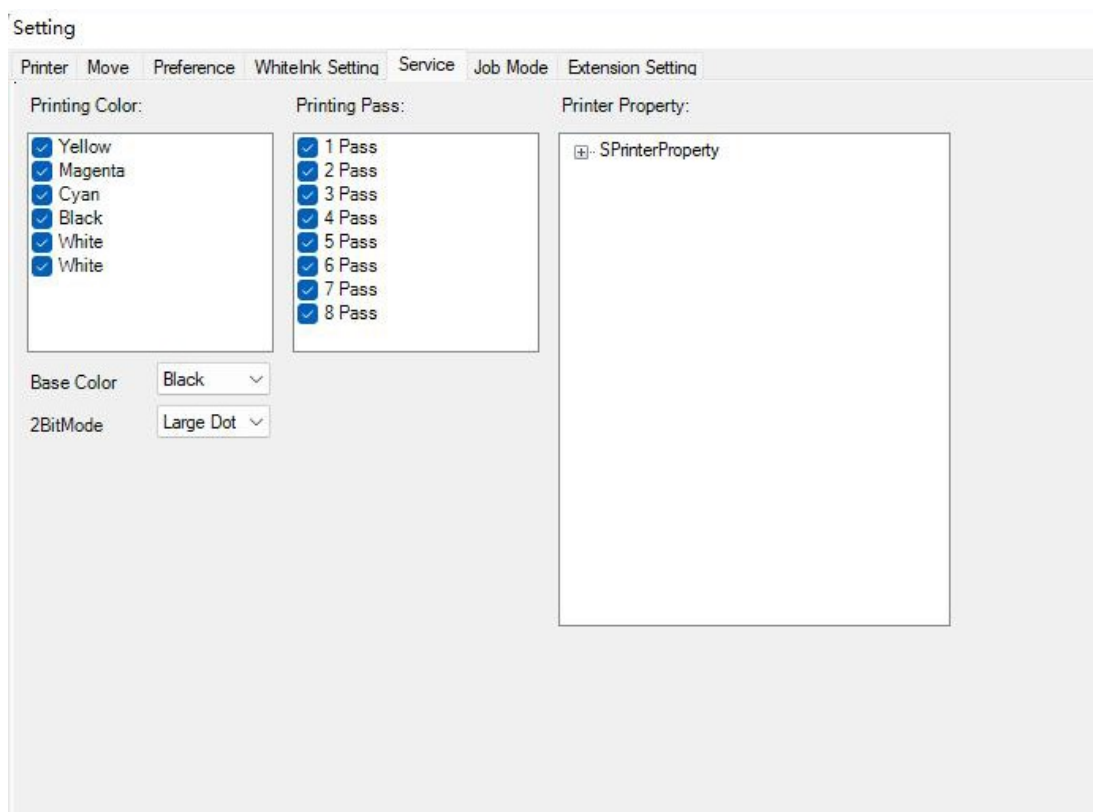 Setting
Printer Move Preference WhiteInk Setting Service Job Mode Extension Setting
Printing Color: Printing Pass: Printer Property:
Yellow
Magenta
Cyan
Black
White
White
1 Pass
2 Pass
3 Pass
4 Pass
5 Pass
6 Pass
7 Pass
8 Pass
SPrinterProperty
Base Color Black
2BitMode Large Dot